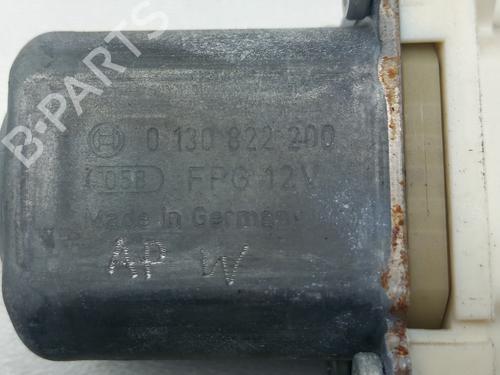 B-PARTS
0 130 822 200
058 FPG 12V
Made in Germany
AP W